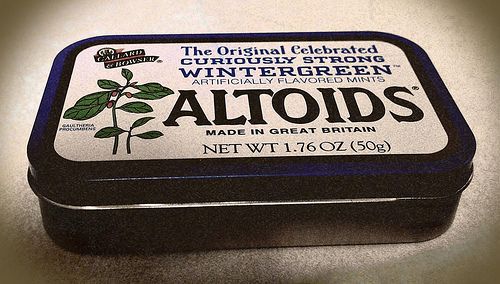 CALLARD
& BOWSER®
The Original Celebrated
CURIOUSLY STRONG
WINTERGREEN™
ARTIFICIALLY FLAVORED MINTS
ALTOIDS®
GAULTHERIA
PROCUMBENS
MADE IN GREAT BRITAIN
NET WT 1.76 OZ (50g)